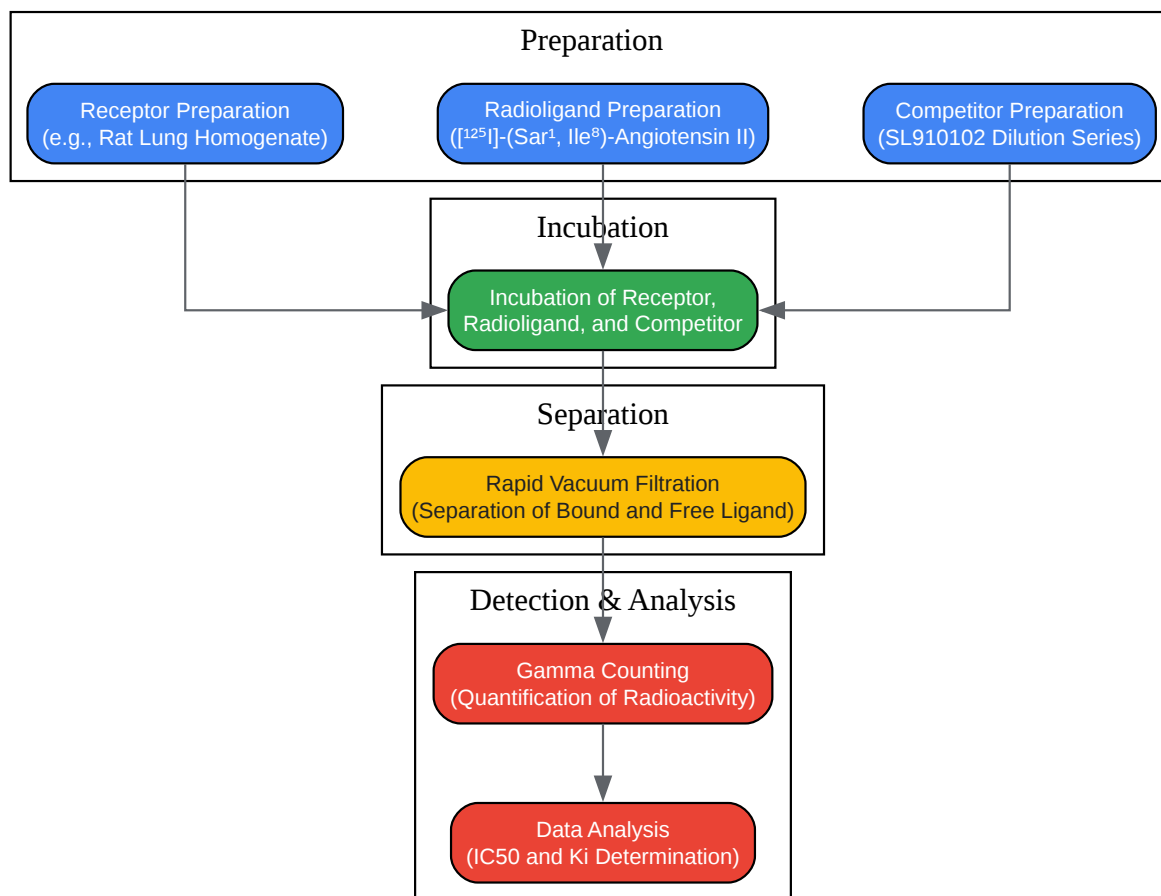 Preparation
Receptor Preparation
(e.g., Rat Lung Homogenate)
Radioligand Preparation
([¹²⁵I]-(Sar¹, Ile⁸)-Angiotensin II)
Competitor Preparation
(SL910102 Dilution Series)
Incubation
Incubation of Receptor,
Radioligand, and Competitor
Separation
Rapid Vacuum Filtration
(Separation of Bound and Free Ligand)
Detection & Analysis
Gamma Counting
(Quantification of Radioactivity)
Data Analysis
(IC50 and Ki Determination)